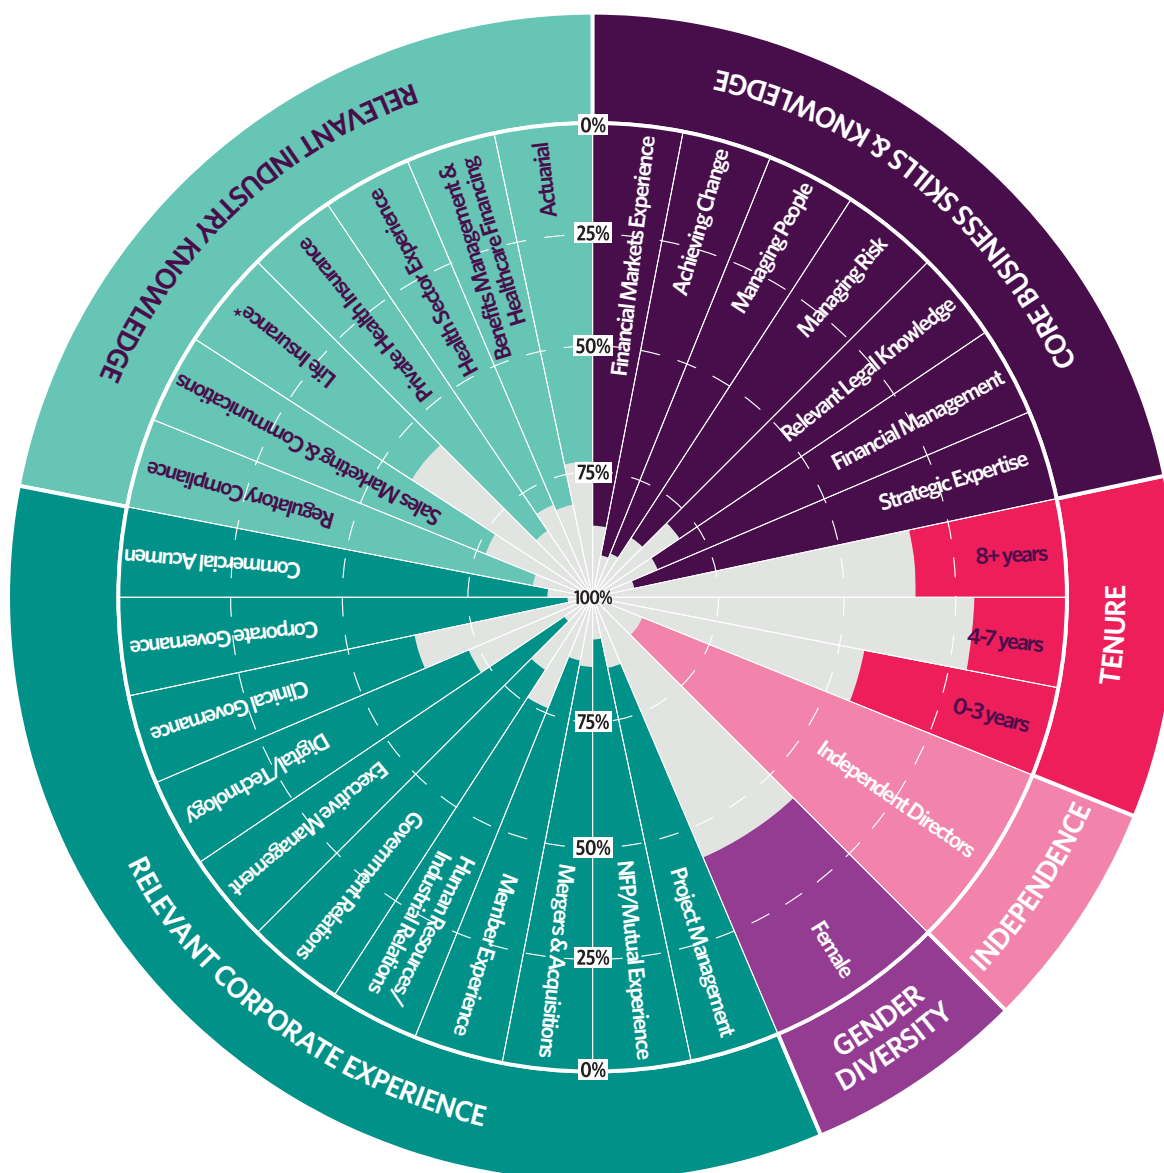 CORE BUSINESS SKILLS & KNOWLEDGE
Financial Markets Experience
Achieving Change
Managing People
Managing Risk
Relevant Legal Knowledge
Financial Management
Strategic Expertise
TENURE
8+ years
4-7 years
0-3 years
INDEPENDENCE
Independent Directors
GENDER
DIVERSITY
Female
RELEVANT CORPORATE EXPERIENCE
Project Management
NFP/Mutual Experience
Mergers & Acquisitions
Member Experience
Human Resources/
Industrial Relations
Government Relations
Executive Management
Digital/Technology
Clinical Governance
Corporate Governance
Commercial Acumen
RELEVANT INDUSTRY KNOWLEDGE
Regulatory Compliance
Sales Marketing & Communications
Life Insurance*
Private Health Insurance
Health Sector Experience
Benefits Management &
Healthcare Financing
Actuarial
0%
25%
50%
75%
100%
75%
50%
25%
0%